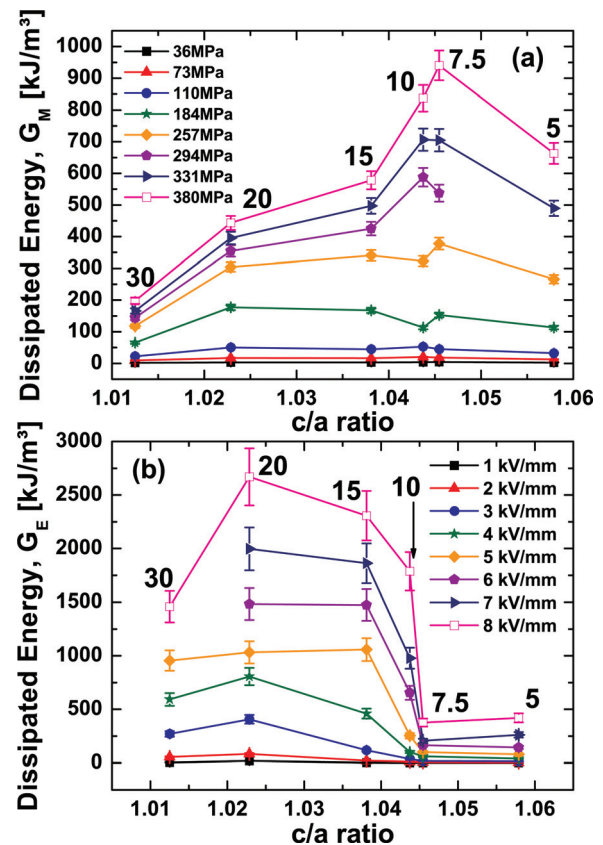 Dissipated Energy, G_M [kJ/m³]
1000
900
800
700
600
500
400
300
200
100
0
36MPa
73MPa
110MPa
184MPa
257MPa
294MPa
331MPa
380MPa
(a)
30
20
15
10
7.5
5
1.01 1.02 1.03 1.04 1.05 1.06
c/a ratio
Dissipated Energy, G_E [kJ/m³]
3000
2500
2000
1500
1000
500
0
(b)
30
20
15
10
7.5
5
1 kV/mm
2 kV/mm
3 kV/mm
4 kV/mm
5 kV/mm
6 kV/mm
7 kV/mm
8 kV/mm
1.01 1.02 1.03 1.04 1.05 1.06
c/a ratio